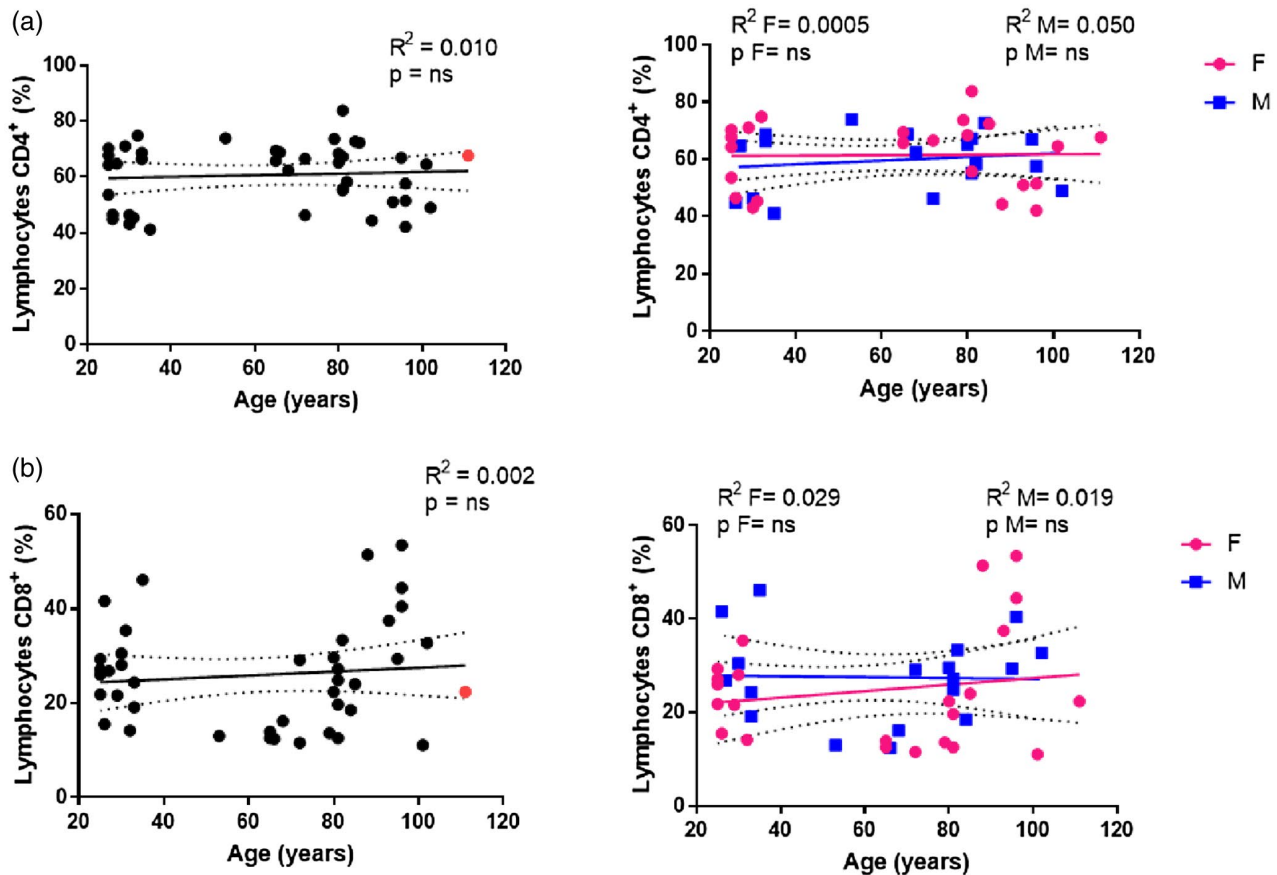 (a)
R² = 0.010
p = ns
Lymphocytes CD4⁺ (%)
100
80
60
40
20
0
20 40 60 80 100 120
Age (years)
R² F= 0.0005
p F= ns
R² M= 0.050
p M= ns
F
M
Lymphocytes CD4⁺ (%)
100
80
60
40
20
0
20 40 60 80 100 120
Age (years)
(b)
R² = 0.002
p = ns
Lymphocytes CD8⁺ (%)
60
40
20
0
20 40 60 80 100 120
Age (years)
R² F= 0.029
p F= ns
R² M= 0.019
p M= ns
F
M
Lymphocytes CD8⁺ (%)
60
40
20
0
20 40 60 80 100 120
Age (years)